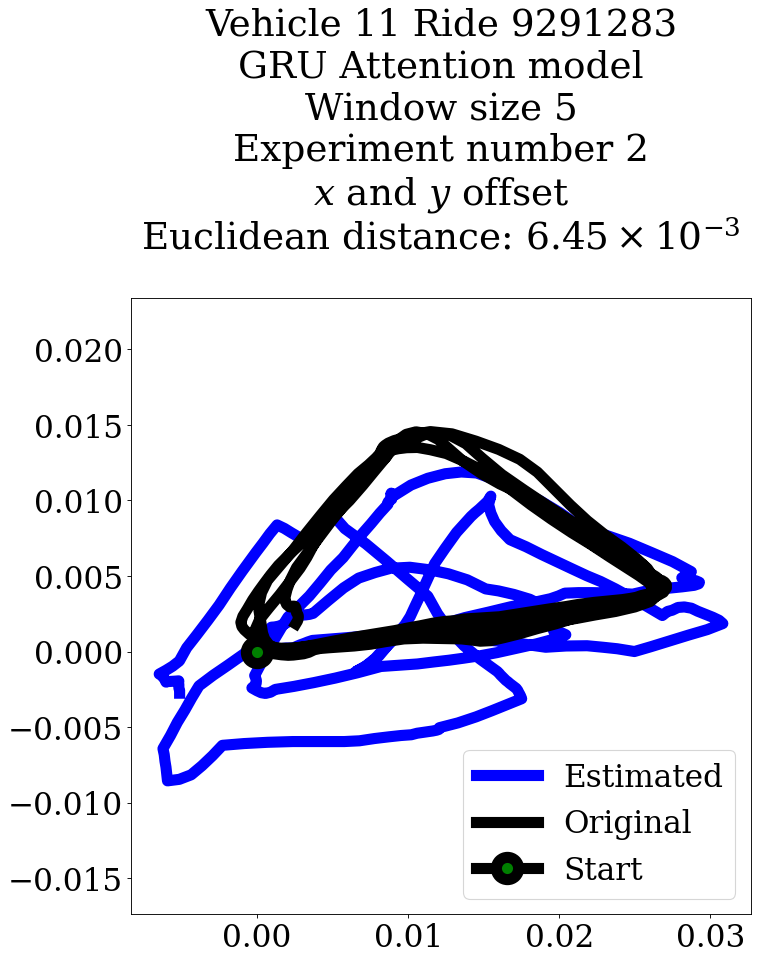 Vehicle 11 Ride 9291283
GRU Attention model
Window size 5
Experiment number 2
x and y offset
Euclidean distance: 6.45 × 10⁻³
0.020
0.015
0.010
0.005
0.000
−0.005
−0.010
−0.015
Estimated
Original
Start
0.00 0.01 0.02 0.03